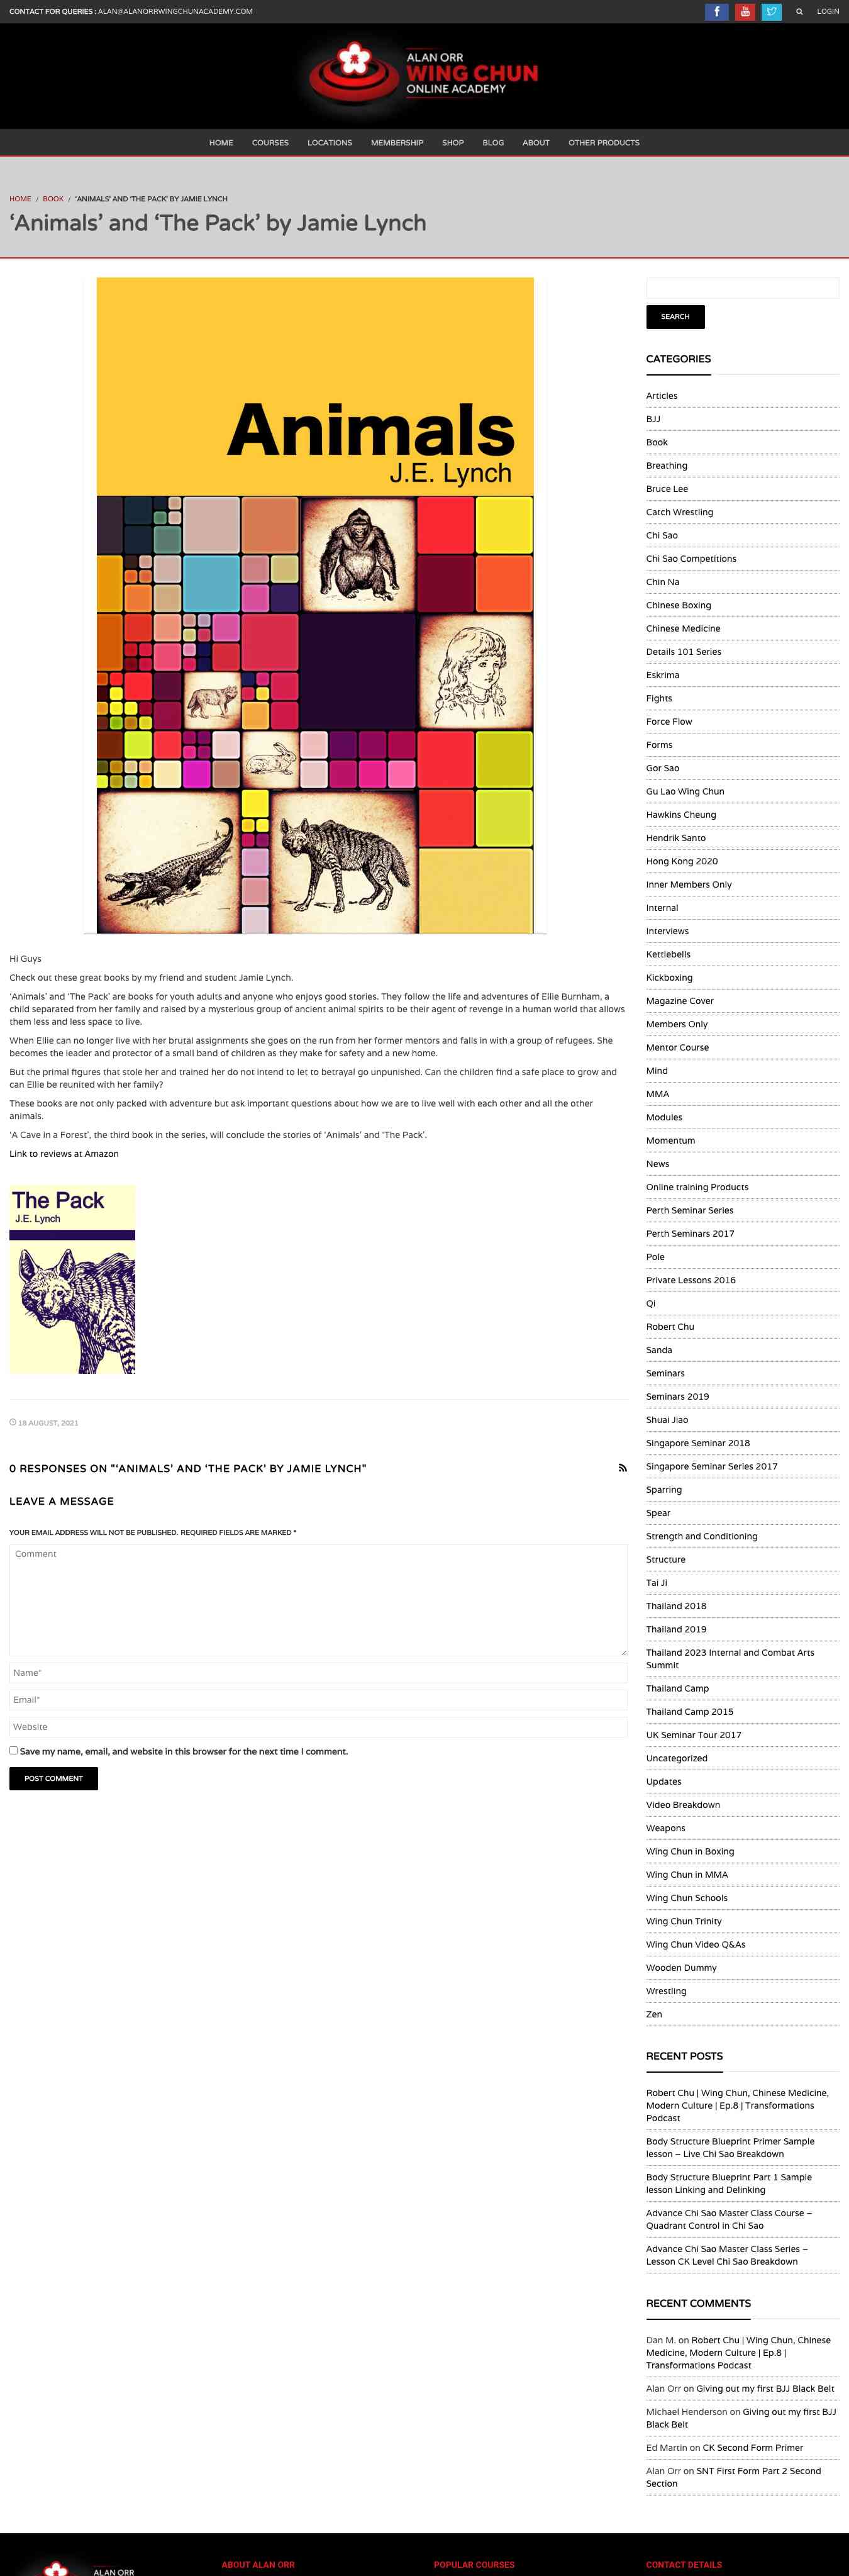 CONTACT FOR QUERIES : ALAN@ALANORRWINGCHUNACADEMY.COM
LOGIN
ALAN ORR
WING CHUN
ONLINE ACADEMY
HOME COURSES LOCATIONS MEMBERSHIP SHOP BLOG ABOUT OTHER PRODUCTS
HOME / BOOK / ‘ANIMALS’ AND ‘THE PACK’ BY JAMIE LYNCH
‘Animals’ and ‘The Pack’ by Jamie Lynch
Animals
J.E. Lynch
Hi Guys
Check out these great books by my friend and student Jamie Lynch.
‘Animals’ and ‘The Pack’ are books for youth adults and anyone who enjoys good stories. They follow the life and adventures of Ellie Burnham, a
child separated from her family and raised by a mysterious group of ancient animal spirits to be their agent of revenge in a human world that allows
them less and less space to live.
When Ellie can no longer live with her brutal assignments she goes on the run from her former mentors and falls in with a group of refugees. She
becomes the leader and protector of a small band of children as they make for safety and a new home.
But the primal figures that stole her and trained her do not intend to let to betrayal go unpunished. Can the children find a safe place to grow and
can Ellie be reunited with her family?
These books are not only packed with adventure but ask important questions about how we are to live well with each other and all the other
animals.
‘A Cave in a Forest’, the third book in the series, will conclude the stories of ‘Animals’ and ‘The Pack’.
Link to reviews at Amazon
The Pack
J.E. Lynch
18 AUGUST, 2021
0 RESPONSES ON "‘ANIMALS’ AND ‘THE PACK’ BY JAMIE LYNCH"
LEAVE A MESSAGE
YOUR EMAIL ADDRESS WILL NOT BE PUBLISHED. REQUIRED FIELDS ARE MARKED *
Comment
Name*
Email*
Website
Save my name, email, and website in this browser for the next time I comment.
POST COMMENT
SEARCH
CATEGORIES
Articles
BJJ
Book
Breathing
Bruce Lee
Catch Wrestling
Chi Sao
Chi Sao Competitions
Chin Na
Chinese Boxing
Chinese Medicine
Details 101 Series
Eskrima
Fights
Force Flow
Forms
Gor Sao
Gu Lao Wing Chun
Hawkins Cheung
Hendrik Santo
Hong Kong 2020
Inner Members Only
Internal
Interviews
Kettlebells
Kickboxing
Magazine Cover
Members Only
Mentor Course
Mind
MMA
Modules
Momentum
News
Online training Products
Perth Seminar Series
Perth Seminars 2017
Pole
Private Lessons 2016
Qi
Robert Chu
Sanda
Seminars
Seminars 2019
Shuai Jiao
Singapore Seminar 2018
Singapore Seminar Series 2017
Sparring
Spear
Strength and Conditioning
Structure
Tai Ji
Thailand 2018
Thailand 2019
Thailand 2023 Internal and Combat Arts
Summit
Thailand Camp
Thailand Camp 2015
UK Seminar Tour 2017
Uncategorized
Updates
Video Breakdown
Weapons
Wing Chun in Boxing
Wing Chun in MMA
Wing Chun Schools
Wing Chun Trinity
Wing Chun Video Q&As
Wooden Dummy
Wrestling
Zen
RECENT POSTS
Robert Chu | Wing Chun, Chinese Medicine,
Modern Culture | Ep.8 | Transformations
Podcast
Body Structure Blueprint Primer Sample
lesson – Live Chi Sao Breakdown
Body Structure Blueprint Part 1 Sample
lesson Linking and Delinking
Advance Chi Sao Master Class Course –
Quadrant Control in Chi Sao
Advance Chi Sao Master Class Series –
Lesson CK Level Chi Sao Breakdown
RECENT COMMENTS
Dan M. on Robert Chu | Wing Chun, Chinese
Medicine, Modern Culture | Ep.8 |
Transformations Podcast
Alan Orr on Giving out my first BJJ Black Belt
Michael Henderson on Giving out my first BJJ
Black Belt
Ed Martin on CK Second Form Primer
Alan Orr on SNT First Form Part 2 Second
Section
ALAN ORR
ABOUT ALAN ORR
POPULAR COURSES
CONTACT DETAILS